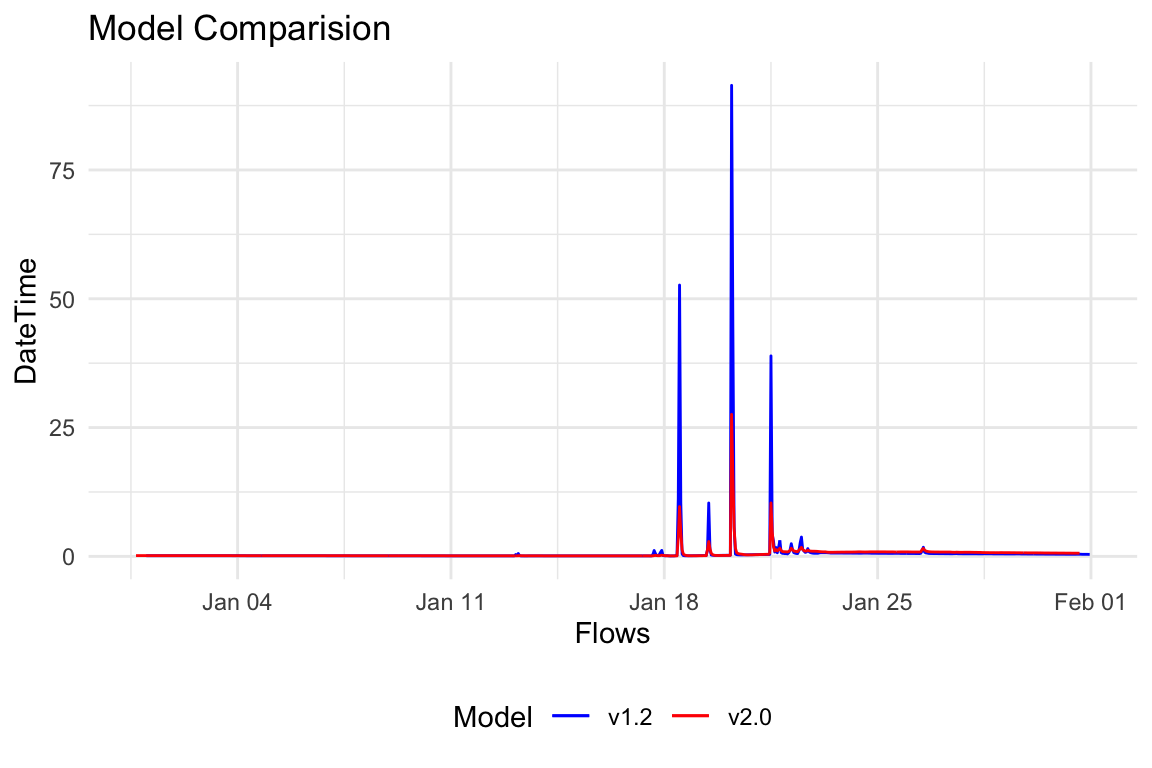 Model Comparision
DateTime
75
50
25
0
Jan 04 Jan 11 Jan 18 Jan 25 Feb 01
Flows
Model v1.2 v2.0